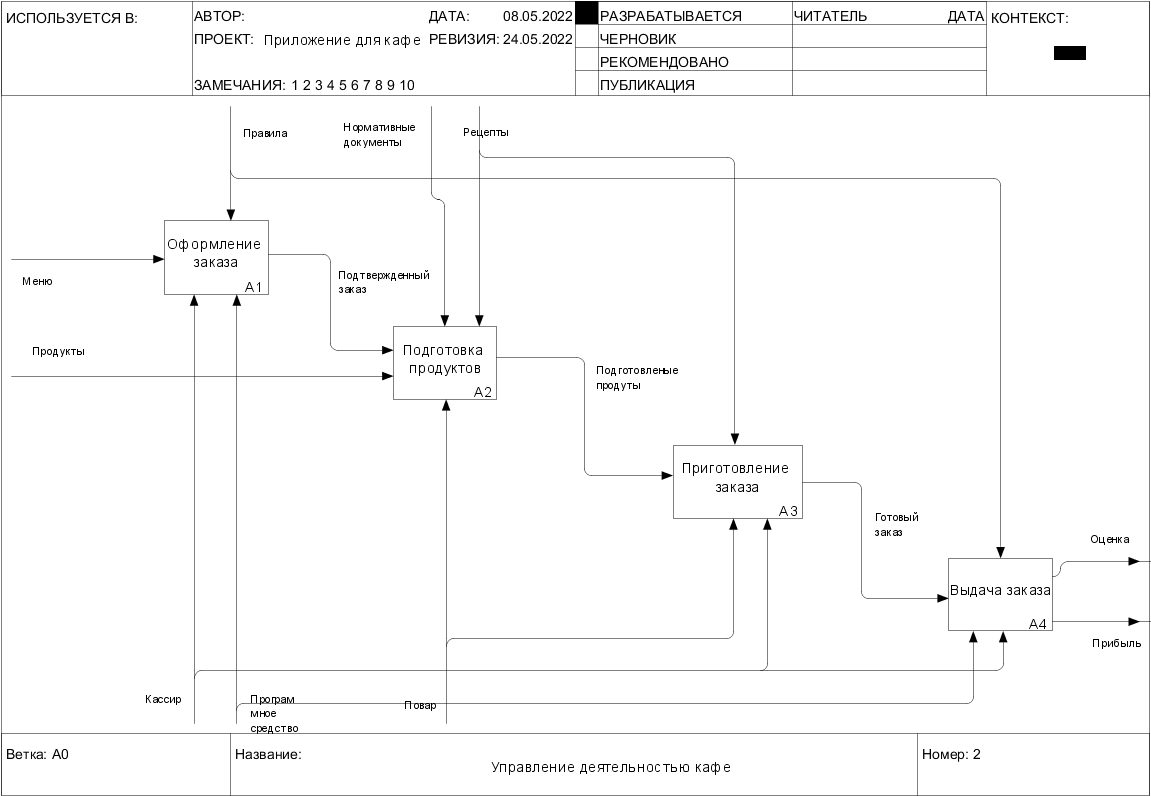 ИСПОЛЬЗУЕТСЯ В:
АВТОР:
ДАТА: 08.05.2022
РАЗРАБАТЫВАЕТСЯ
ЧИТАТЕЛЬ
ДАТА
КОНТЕКСТ:
ПРОЕКТ: Приложение для кафе
РЕВИЗИЯ: 24.05.2022
ЧЕРНОВИК
РЕКОМЕНДОВАНО
ЗАМЕЧАНИЯ: 1 2 3 4 5 6 7 8 9 10
ПУБЛИКАЦИЯ
Правила
Нормативные
документы
Рецепты
Оформление
заказа
A1
Меню
Подтвержденный
заказ
Продукты
Подготовка
продуктов
A2
Подготовленые
продуты
Приготовление
заказа
A3
Готовый
заказ
Оценка
Выдача заказа
A4
Прибыль
Кассир
Програм
мное
средство
Повар
Ветка: A0
Название:
Управление деятельностью кафе
Номер: 2